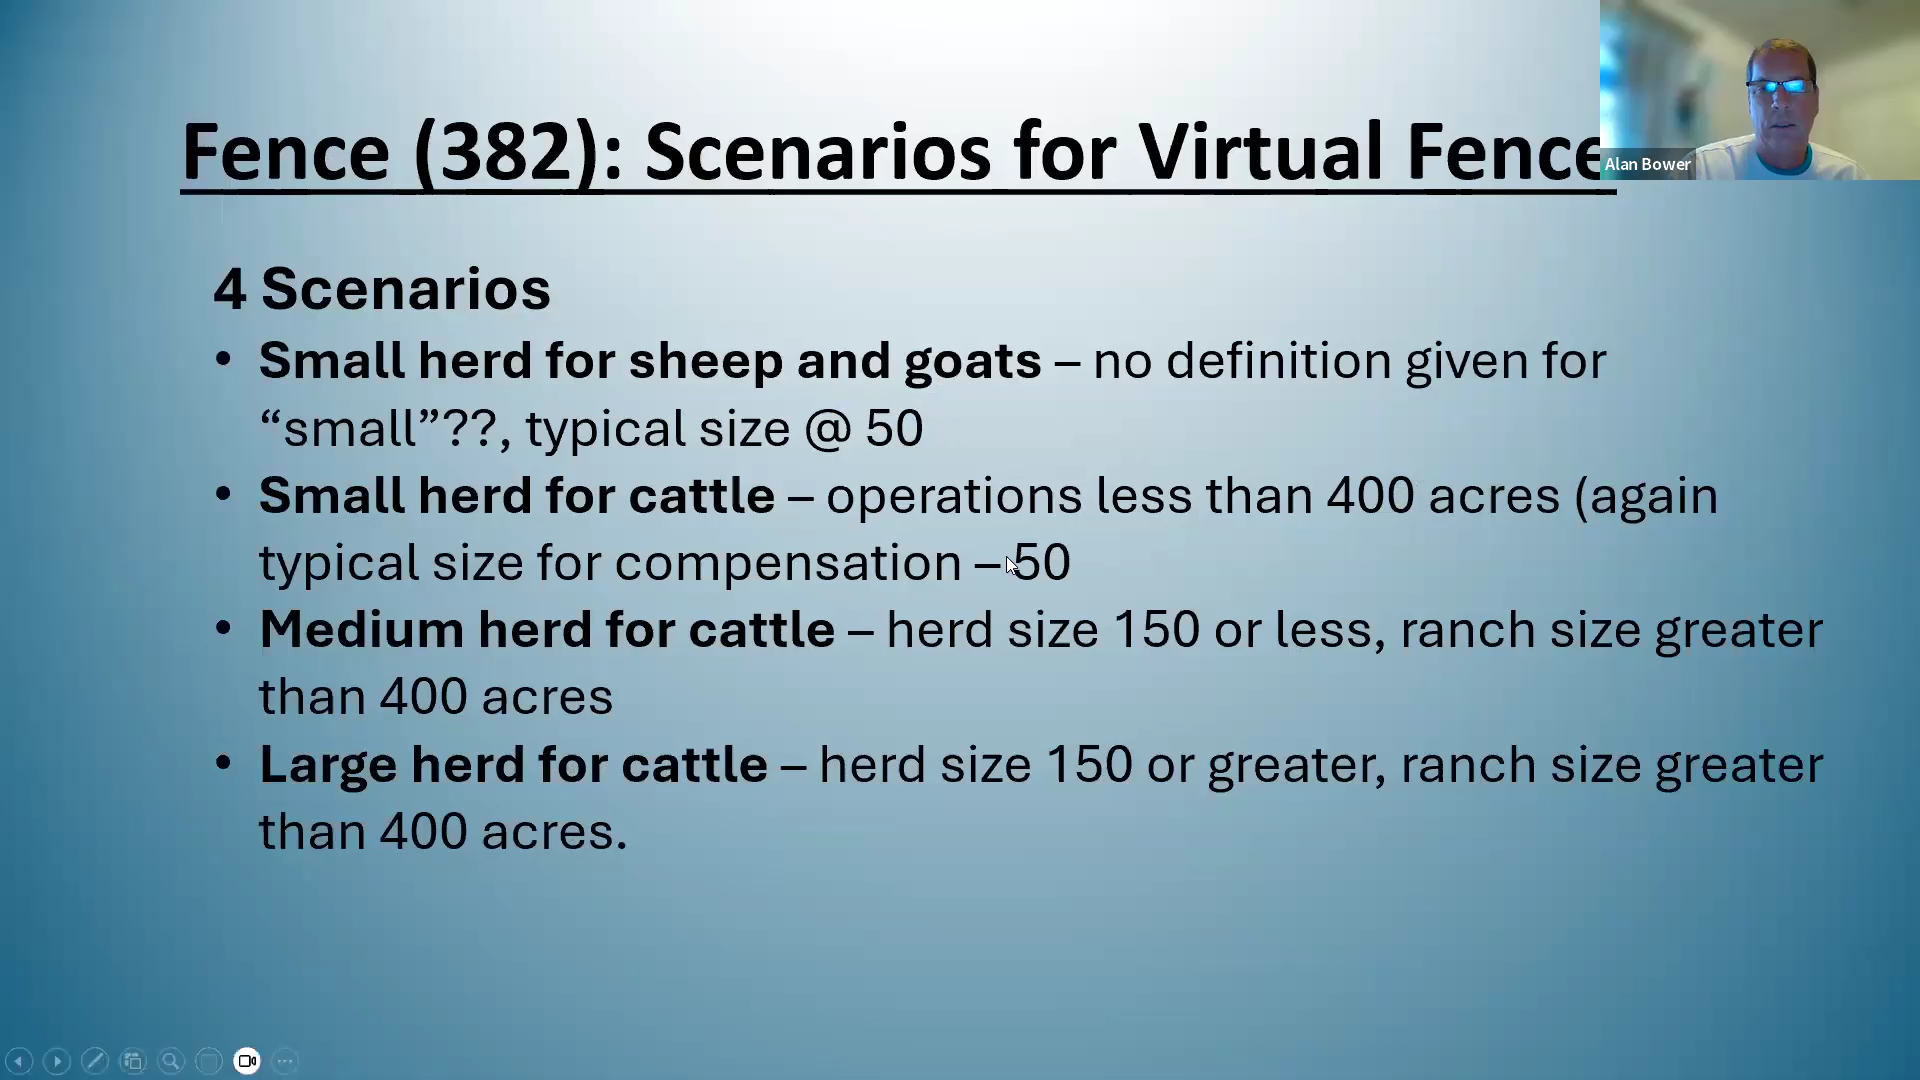 Fence (382): Scenarios for Virtual Fence
Alan Bower
4 Scenarios
• Small herd for sheep and goats – no definition given for
“small”??, typical size @ 50
• Small herd for cattle – operations less than 400 acres (again
typical size for compensation – 50
• Medium herd for cattle – herd size 150 or less, ranch size greater
than 400 acres
• Large herd for cattle – herd size 150 or greater, ranch size greater
than 400 acres.